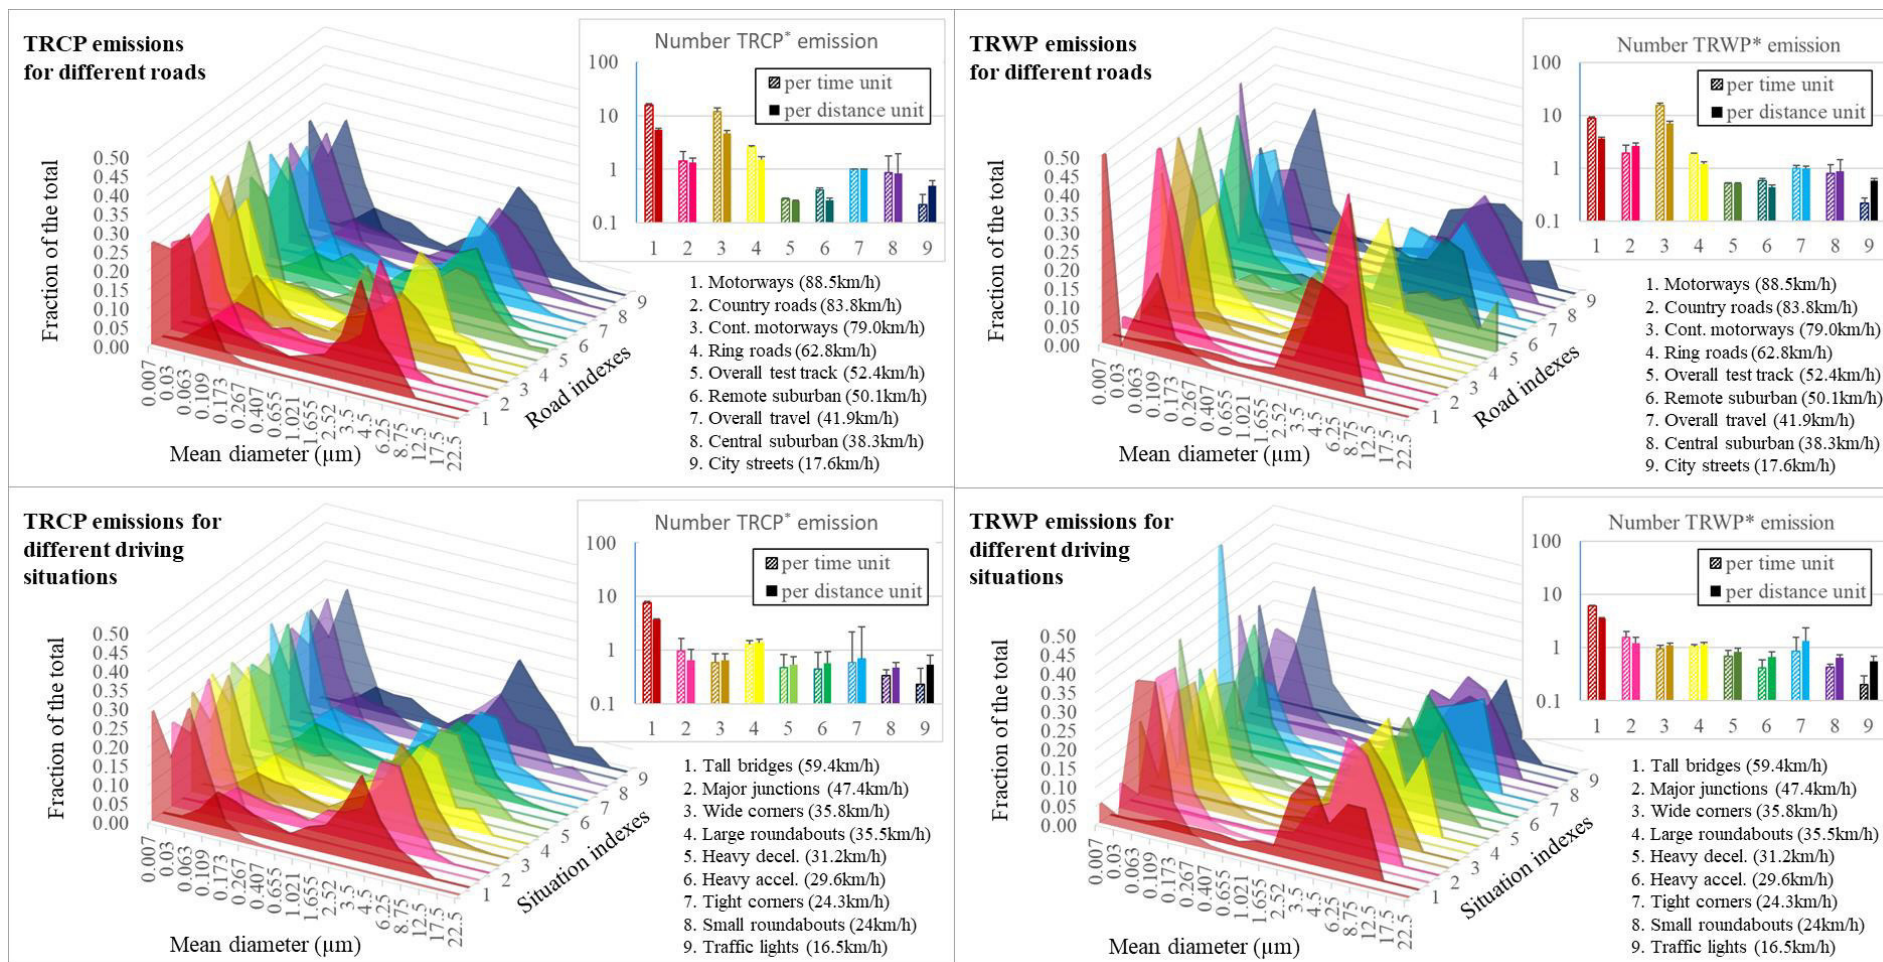 TRCP emissions
for different roads
Number TRCP* emission
100
10
1
0.1
per time unit
per distance unit
1 2 3 4 5 6 7 8 9
Fraction of the total
0.50
0.45
0.40
0.35
0.30
0.25
0.20
0.15
0.10
0.05
0.00
0.007
0.03
0.063
0.109
0.173
0.267
0.407
0.655
1.021
1.655
2.52
3.5
4.5
6.25
8.75
12.5
17.5
22.5
Mean diameter (µm)
1 2 3 4 5 6 7 8 9
Road indexes
1. Motorways (88.5km/h)
2. Country roads (83.8km/h)
3. Cont. motorways (79.0km/h)
4. Ring roads (62.8km/h)
5. Overall test track (52.4km/h)
6. Remote suburban (50.1km/h)
7. Overall travel (41.9km/h)
8. Central suburban (38.3km/h)
9. City streets (17.6km/h)
TRWP emissions
for different roads
Number TRWP* emission
100
10
1
0.1
per time unit
per distance unit
1 2 3 4 5 6 7 8 9
Fraction of the total
0.50
0.45
0.40
0.35
0.30
0.25
0.20
0.15
0.10
0.05
0.00
0.007
0.03
0.063
0.109
0.173
0.267
0.407
0.655
1.021
1.655
2.52
3.5
4.5
6.25
8.75
12.5
17.5
22.5
Mean diameter (µm)
1 2 3 4 5 6 7 8 9
Road indexes
1. Motorways (88.5km/h)
2. Country roads (83.8km/h)
3. Cont. motorways (79.0km/h)
4. Ring roads (62.8km/h)
5. Overall test track (52.4km/h)
6. Remote suburban (50.1km/h)
7. Overall travel (41.9km/h)
8. Central suburban (38.3km/h)
9. City streets (17.6km/h)
TRCP emissions for
different driving
situations
Number TRCP* emission
100
10
1
0.1
per time unit
per distance unit
1 2 3 4 5 6 7 8 9
Fraction of the total
0.50
0.45
0.40
0.35
0.30
0.25
0.20
0.15
0.10
0.05
0.00
0.007
0.03
0.063
0.109
0.173
0.267
0.407
0.655
1.021
1.655
2.52
3.5
4.5
6.25
8.75
12.5
17.5
22.5
Mean diameter (µm)
1 2 3 4 5 6 7 8 9
Situation indexes
1. Tall bridges (59.4km/h)
2. Major junctions (47.4km/h)
3. Wide corners (35.8km/h)
4. Large roundabouts (35.5km/h)
5. Heavy decel. (31.2km/h)
6. Heavy accel. (29.6km/h)
7. Tight corners (24.3km/h)
8. Small roundabouts (24km/h)
9. Traffic lights (16.5km/h)
TRWP emissions for
different driving
situations
Number TRWP* emission
100
10
1
0.1
per time unit
per distance unit
1 2 3 4 5 6 7 8 9
Fraction of the total
0.50
0.45
0.40
0.35
0.30
0.25
0.20
0.15
0.10
0.05
0.00
0.007
0.03
0.063
0.109
0.173
0.267
0.407
0.655
1.021
1.655
2.52
3.5
4.5
6.25
8.75
12.5
17.5
22.5
Mean diameter (µm)
1 2 3 4 5 6 7 8 9
Situation indexes
1. Tall bridges (59.4km/h)
2. Major junctions (47.4km/h)
3. Wide corners (35.8km/h)
4. Large roundabouts (35.5km/h)
5. Heavy decel. (31.2km/h)
6. Heavy accel. (29.6km/h)
7. Tight corners (24.3km/h)
8. Small roundabouts (24km/h)
9. Traffic lights (16.5km/h)